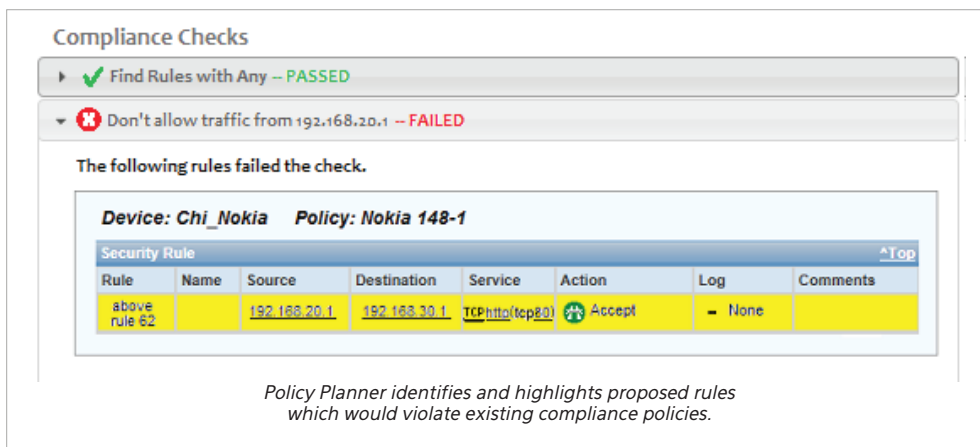 Compliance Checks
Find Rules with Any -- PASSED
Don't allow traffic from 192.168.20.1 -- FAILED
The following rules failed the check.
Device: Chi_Nokia Policy: Nokia 148-1
Security Rule ^Top
Rule Name Source Destination Service Action Log Comments
above 192.168.20.1 192.168.30.1 TCPhttp(tcp80) Accept – None
rule 62
Policy Planner identifies and highlights proposed rules
which would violate existing compliance policies.